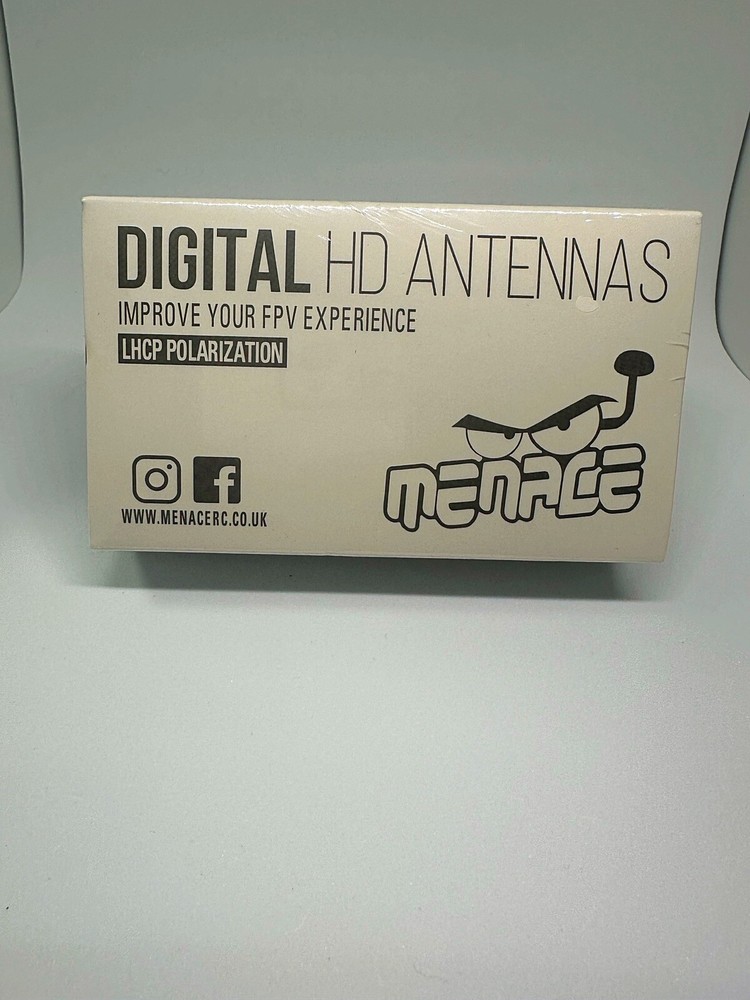 DIGITAL HD ANTENNAS
IMPROVE YOUR FPV EXPERIENCE
LHCP POLARIZATION
MENACE
WWW.MENACERC.CO.UK